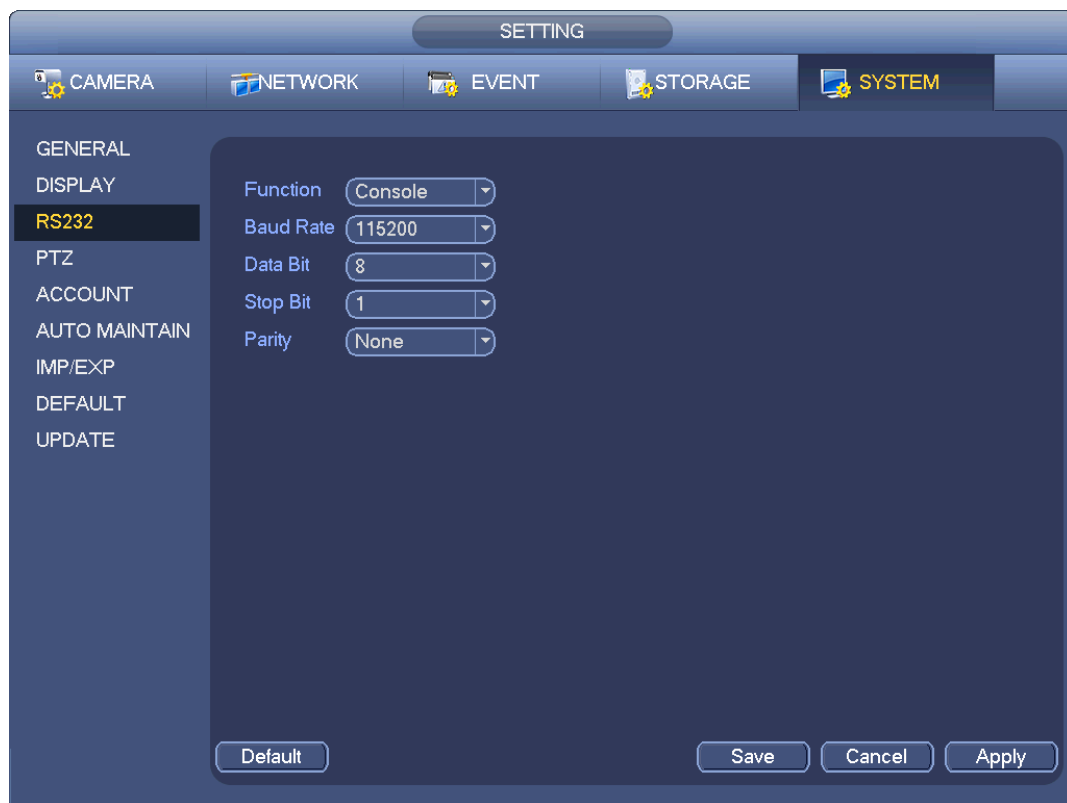 SETTING
CAMERA NETWORK EVENT STORAGE SYSTEM
GENERAL
DISPLAY
RS232
PTZ
ACCOUNT
AUTO MAINTAIN
IMP/EXP
DEFAULT
UPDATE
Function Console
Baud Rate 115200
Data Bit 8
Stop Bit 1
Parity None
Default Save Cancel Apply